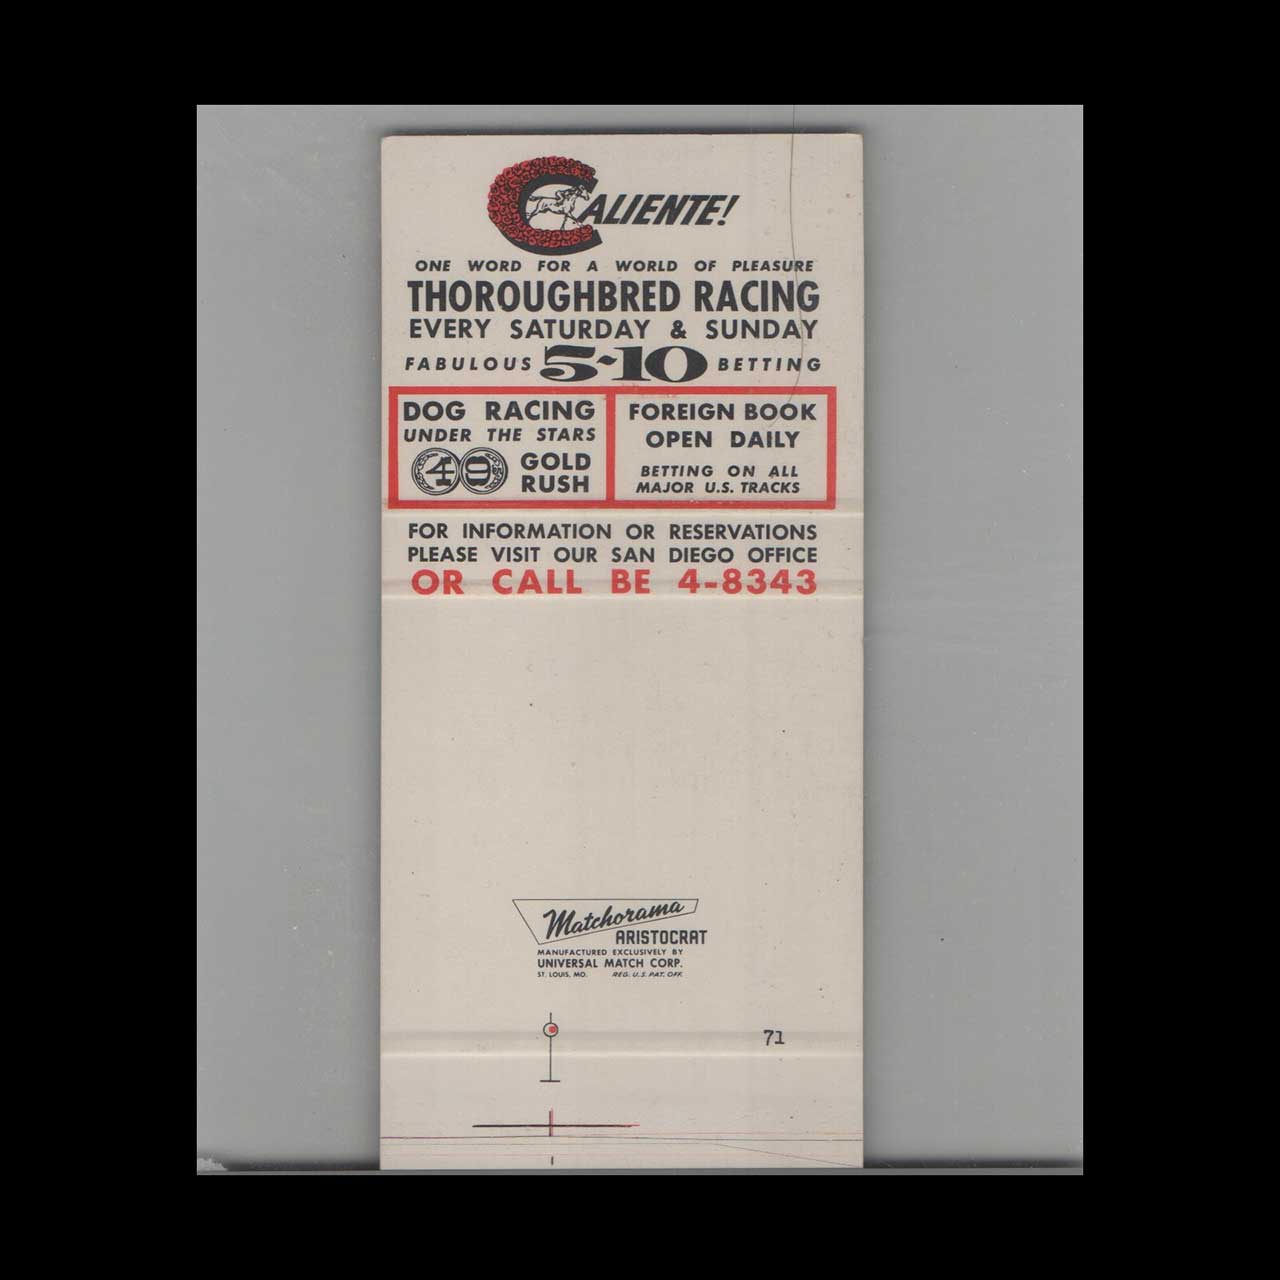 CALIENTE!
ONE WORD FOR A WORLD OF PLEASURE
THOROUGHBRED RACING
EVERY SATURDAY & SUNDAY
FABULOUS 5-10 BETTING
DOG RACING
UNDER THE STARS
49 GOLD RUSH
FOREIGN BOOK
OPEN DAILY
BETTING ON ALL
MAJOR U.S. TRACKS
FOR INFORMATION OR RESERVATIONS
PLEASE VISIT OUR SAN DIEGO OFFICE
OR CALL BE 4-8343
Matchorama
ARISTOCRAT
MANUFACTURED EXCLUSIVELY BY
UNIVERSAL MATCH CORP.
ST. LOUIS, MO. REG. U.S. PAT. OFF.
71